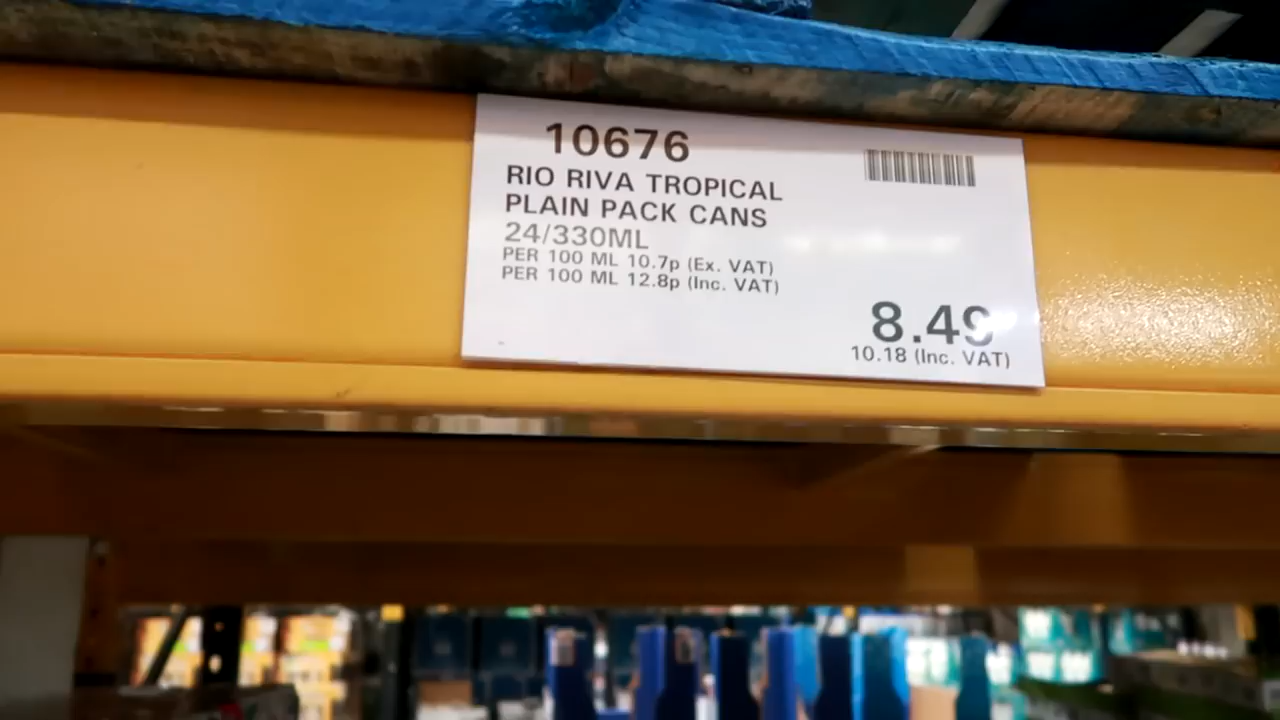 10676
RIO RIVA TROPICAL
PLAIN PACK CANS
24/330ML
PER 100 ML 10.7p (Ex. VAT)
PER 100 ML 12.8p (Inc. VAT)
8.49
10.18 (Inc. VAT)